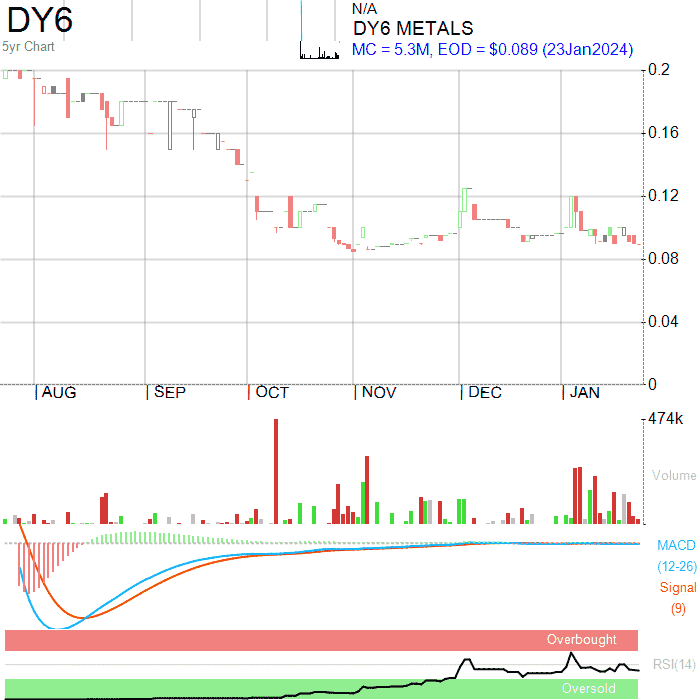 DY6
5yr Chart
N/A
DY6 METALS
MC = 5.3M, EOD = $0.089 (23Jan2024)
0.2
0.16
0.12
0.08
0.04
0
AUG SEP OCT NOV DEC JAN
474k
Volume
MACD
(12-26)
Signal
(9)
Overbought
RSI(14)
Oversold